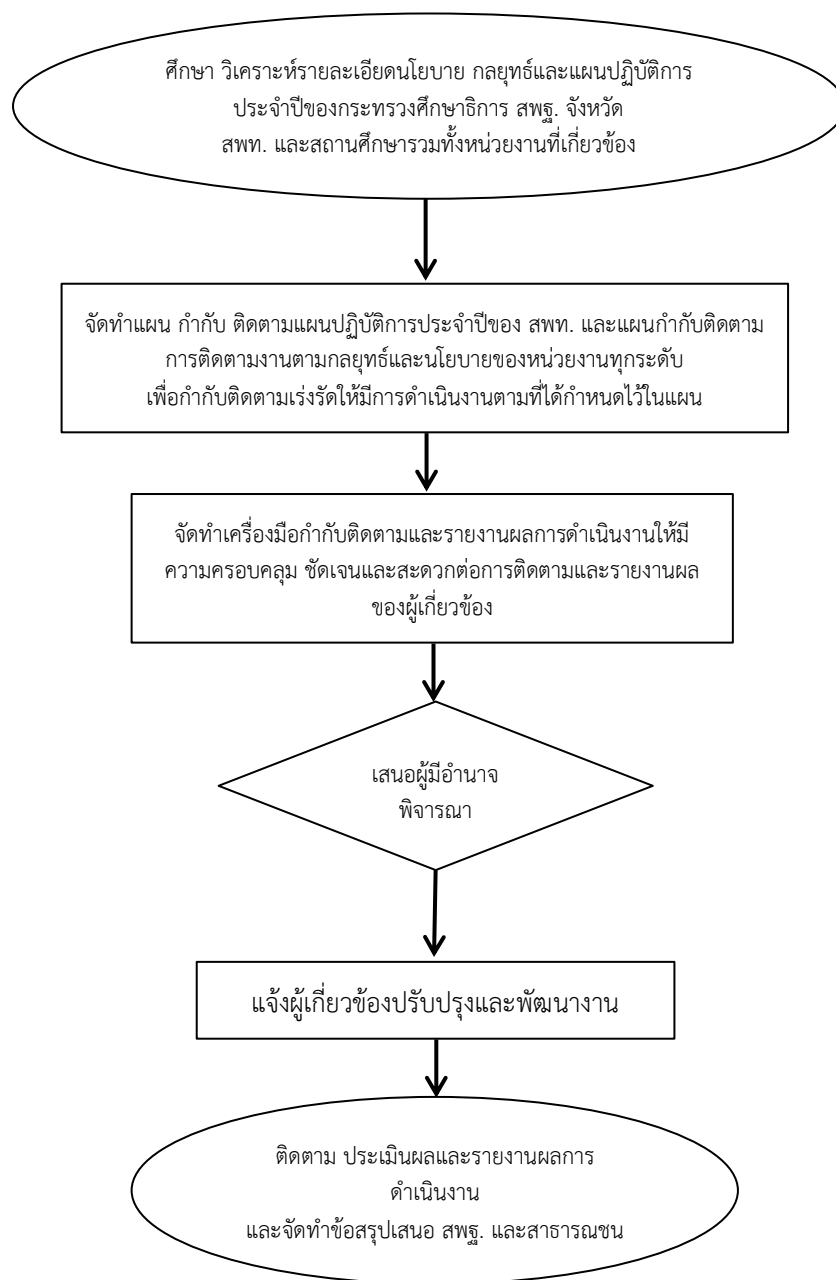 ศึกษา วิเคราะห์รายละเอียดนโยบาย กลยุทธ์และแผนปฏิบัติการ
ประจำปีของกระทรวงศึกษาธิการ สพฐ. จังหวัด
สพท. และสถานศึกษารวมทั้งหน่วยงานที่เกี่ยวข้อง
จัดทำแผน กำกับ ติดตามแผนปฏิบัติการประจำปีของ สพท. และแผนกำกับติดตาม
การติดตามงานตามกลยุทธ์และนโยบายของหน่วยงานทุกระดับ
เพื่อกำกับติดตามเร่งรัดให้มีการดำเนินงานตามที่ได้กำหนดไว้ในแผน
จัดทำเครื่องมือกำกับติดตามและรายงานผลการดำเนินงานให้มี
ความครอบคลุม ชัดเจนและสะดวกต่อการติดตามและรายงานผล
ของผู้เกี่ยวข้อง
เสนอผู้มีอำนาจ
พิจารณา
แจ้งผู้เกี่ยวข้องปรับปรุงและพัฒนางาน
ติดตาม ประเมินผลและรายงานผลการ
ดำเนินงาน
และจัดทำข้อสรุปเสนอ สพฐ. และสาธารณชน